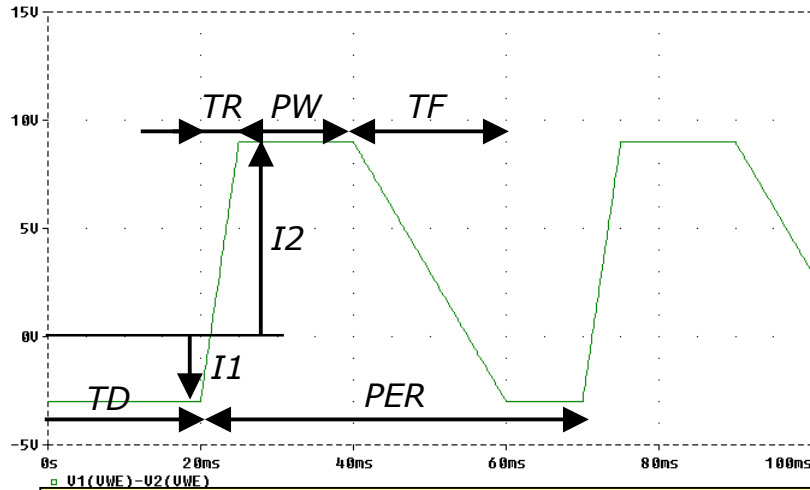 15V
TR PW TF
10V
5V
I2
0V
I1
TD PER
-5V
0s 20ms 40ms 60ms 80ms 100ms
V1(VWE)-V2(VWE)